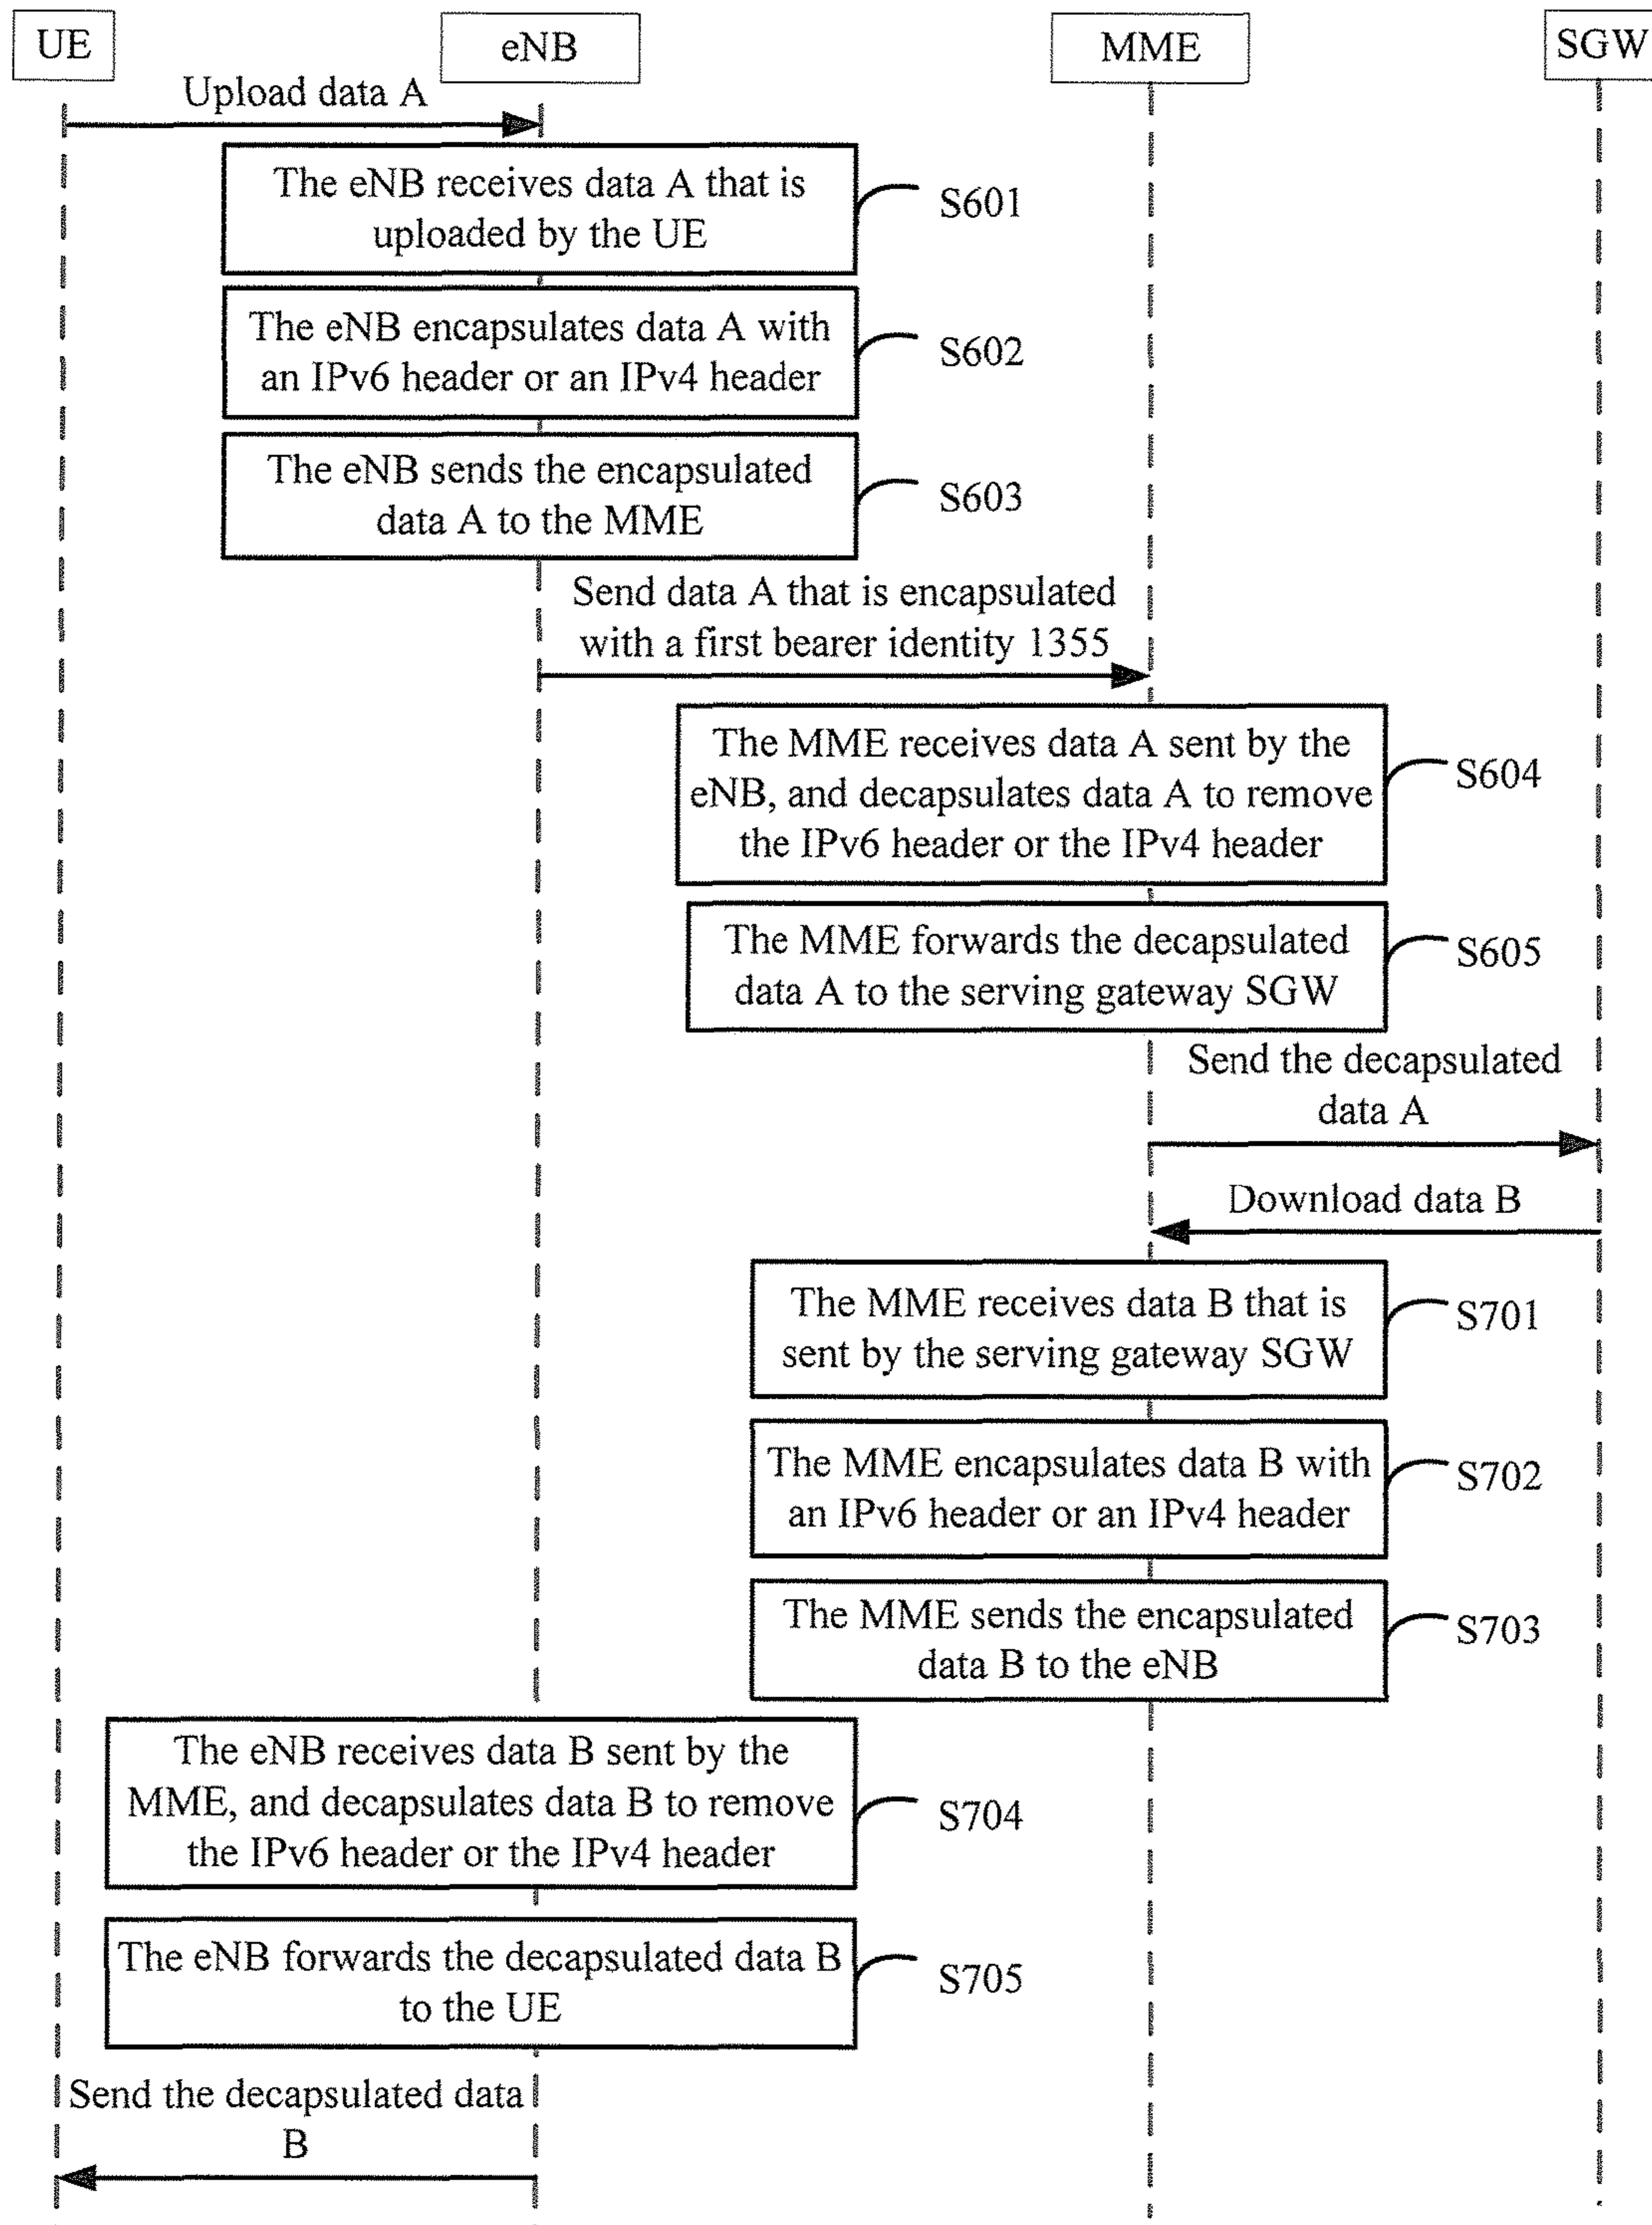 UE
eNB
MME
SGW
Upload data A
The eNB receives data A that is
uploaded by the UE
S601
The eNB encapsulates data A with
an IPv6 header or an IPv4 header
S602
The eNB sends the encapsulated
data A to the MME
S603
Send data A that is encapsulated
with a first bearer identity 1355
The MME receives data A sent by the
eNB, and decapsulates data A to remove
the IPv6 header or the IPv4 header
S604
The MME forwards the decapsulated
data A to the serving gateway SGW
S605
Send the decapsulated
data A
Download data B
The MME receives data B that is
sent by the serving gateway SGW
S701
The MME encapsulates data B with
an IPv6 header or an IPv4 header
S702
The MME sends the encapsulated
data B to the eNB
S703
The eNB receives data B sent by the
MME, and decapsulates data B to remove
the IPv6 header or the IPv4 header
S704
The eNB forwards the decapsulated data B
to the UE
S705
Send the decapsulated data
B